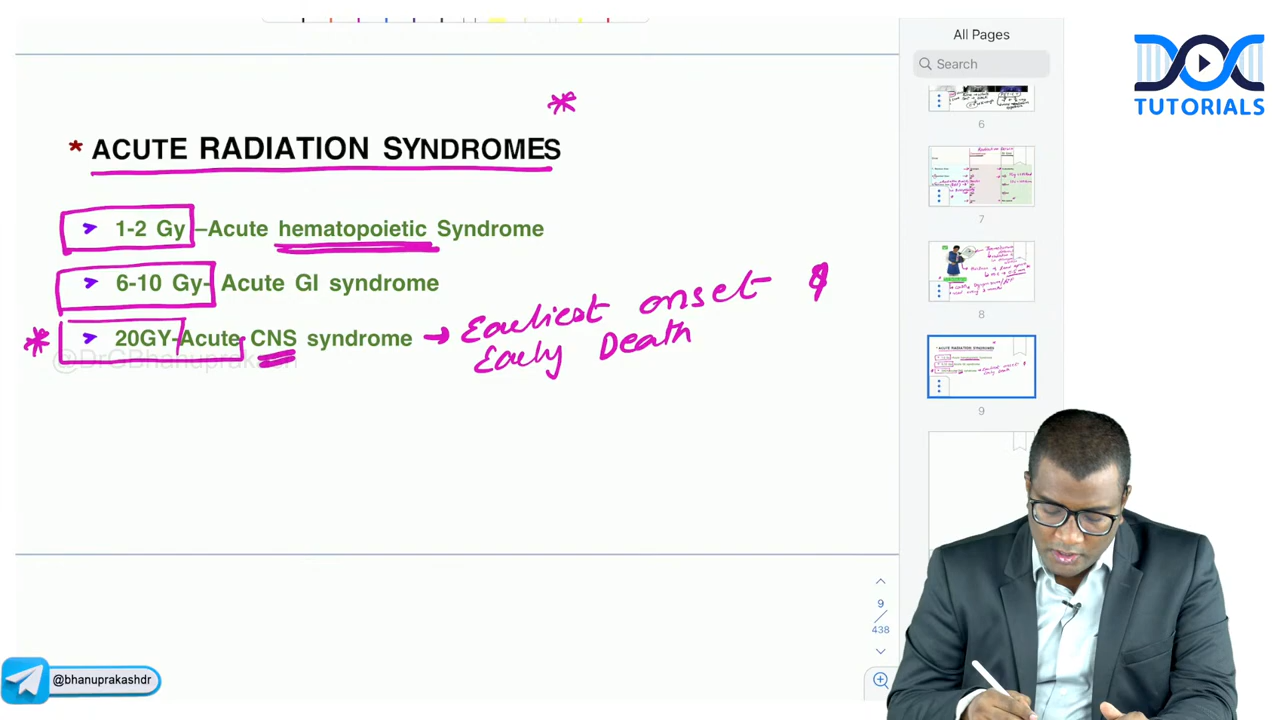 All Pages
Search
DOC
TUTORIALS
6
7
8
9
* ACUTE RADIATION SYNDROMES *
➤ 1-2 Gy –Acute hematopoietic Syndrome
➤ 6-10 Gy- Acute GI syndrome
* ➤ 20GY-Acute CNS syndrome → Earliest onset &
Early Death
@DrGBhanuprakash
9
/
438
@bhanuprakashdr